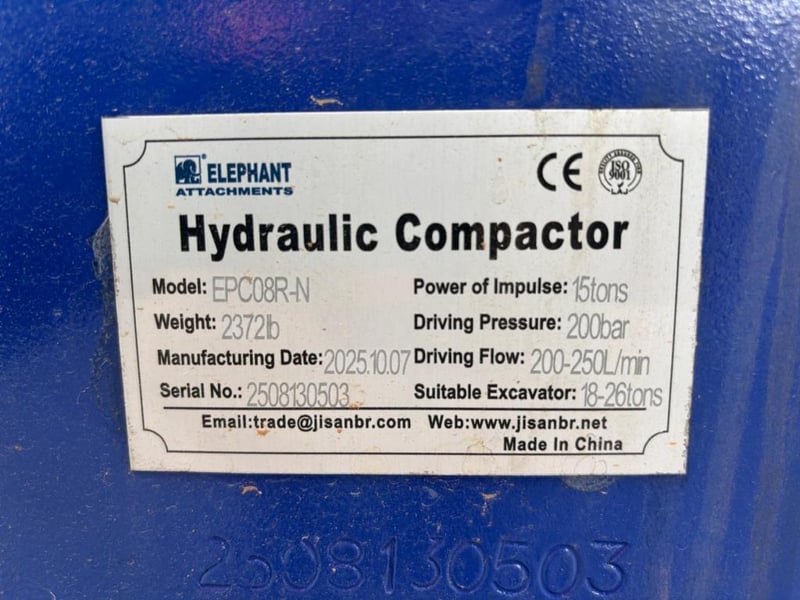 ELEPHANT
ATTACHMENTS
CE
ISO
9001
Hydraulic Compactor
Model: EPC08R-N
Power of Impulse: 15tons
Weight: 2372lb
Driving Pressure: 200bar
Manufacturing Date: 2025.10.07
Driving Flow: 200-250L/min
Serial No.: 2508130503
Suitable Excavator: 18-26tons
Email:trade@jisanbr.com Web:www.jisanbr.net
Made In China
2508130503